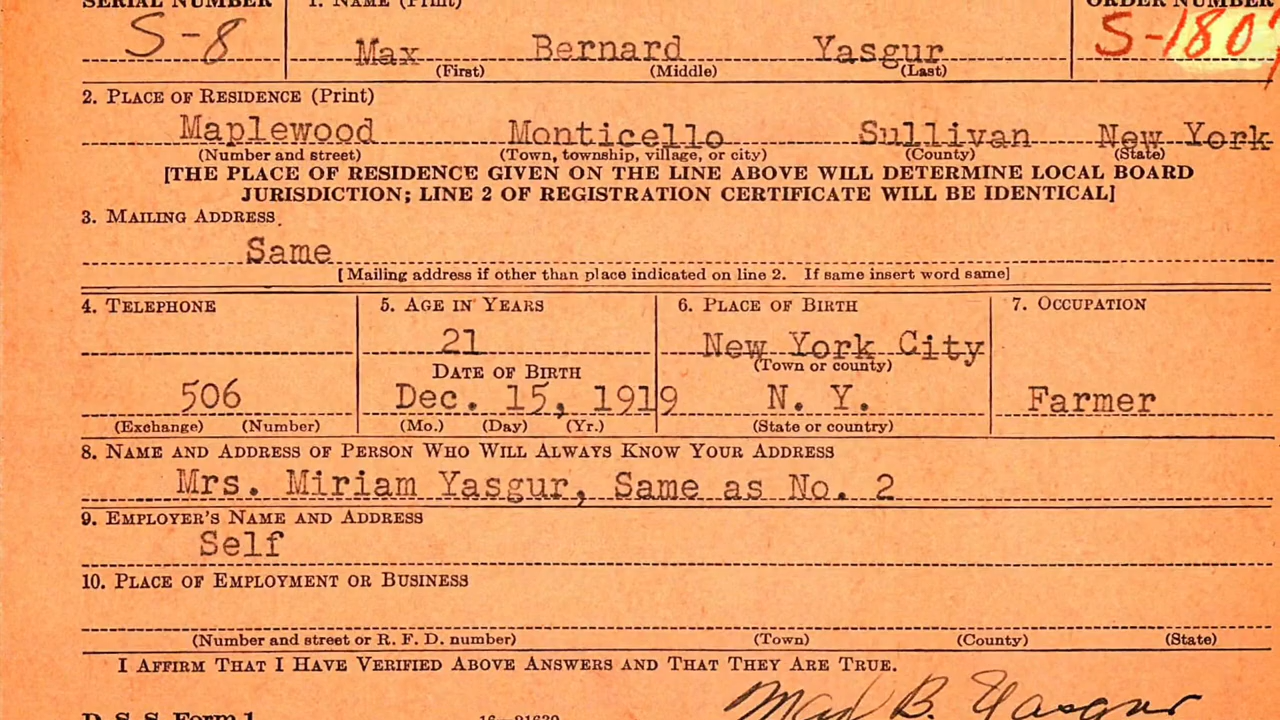 SERIAL NUMBER 1. NAME (Print) ORDER NUMBER
S-8 Max Bernard Yasgur S-180
(First) (Middle) (Last)
2. PLACE OF RESIDENCE (Print)
Maplewood Monticello Sullivan New York
(Number and street) (Town, township, village, or city) (County) (State)
[THE PLACE OF RESIDENCE GIVEN ON THE LINE ABOVE WILL DETERMINE LOCAL BOARD
JURISDICTION; LINE 2 OF REGISTRATION CERTIFICATE WILL BE IDENTICAL]
3. MAILING ADDRESS
Same
[Mailing address if other than place indicated on line 2. If same insert word same]
4. TELEPHONE 5. AGE IN YEARS 6. PLACE OF BIRTH 7. OCCUPATION
21 New York City
DATE OF BIRTH (Town or county)
506 Dec. 15, 1919 N. Y. Farmer
(Exchange) (Number) (Mo.) (Day) (Yr.) (State or country)
8. NAME AND ADDRESS OF PERSON WHO WILL ALWAYS KNOW YOUR ADDRESS
Mrs. Miriam Yasgur, Same as No. 2
9. EMPLOYER'S NAME AND ADDRESS
Self
10. PLACE OF EMPLOYMENT OR BUSINESS
(Number and street or R. F. D. number) (Town) (County) (State)
I AFFIRM THAT I HAVE VERIFIED ABOVE ANSWERS AND THAT THEY ARE TRUE.
D. S. S. Form 1 16—21630 Max B. Yasgur